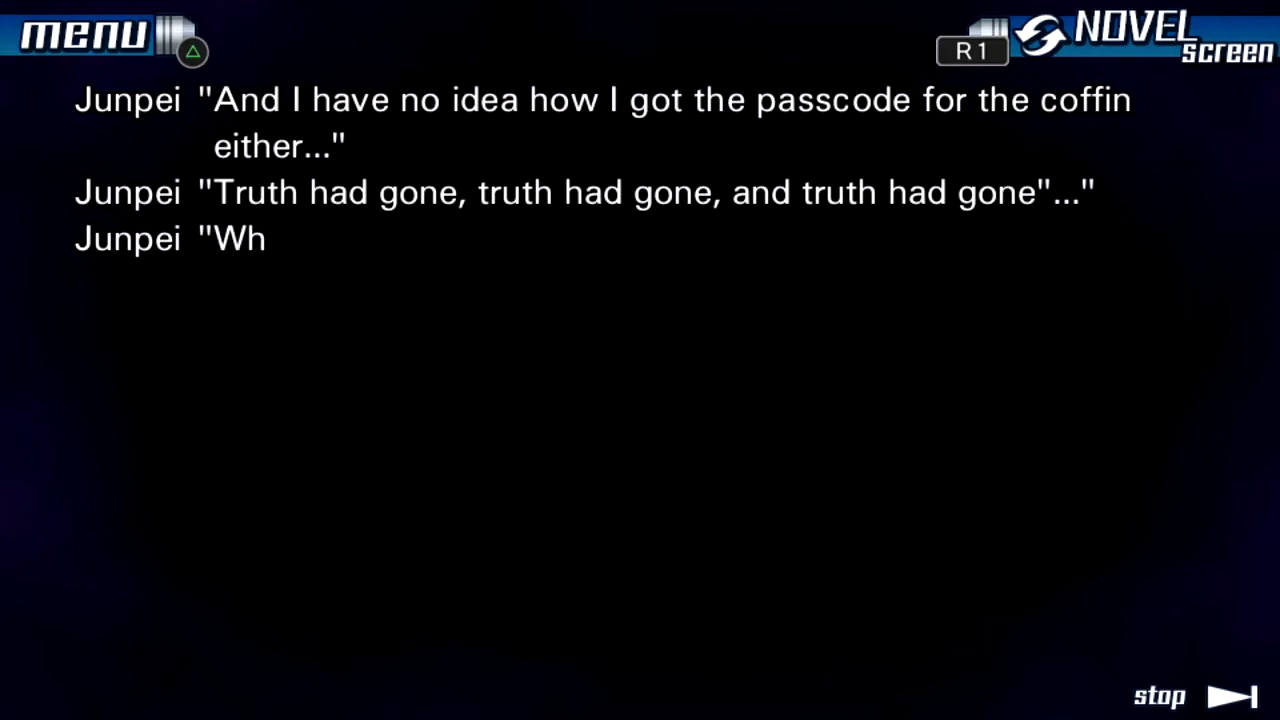 menu
R1
NOVEL
screen
Junpei "And I have no idea how I got the passcode for the coffin
either..."
Junpei "Truth had gone, truth had gone, and truth had gone"..."
Junpei "Wh
stop